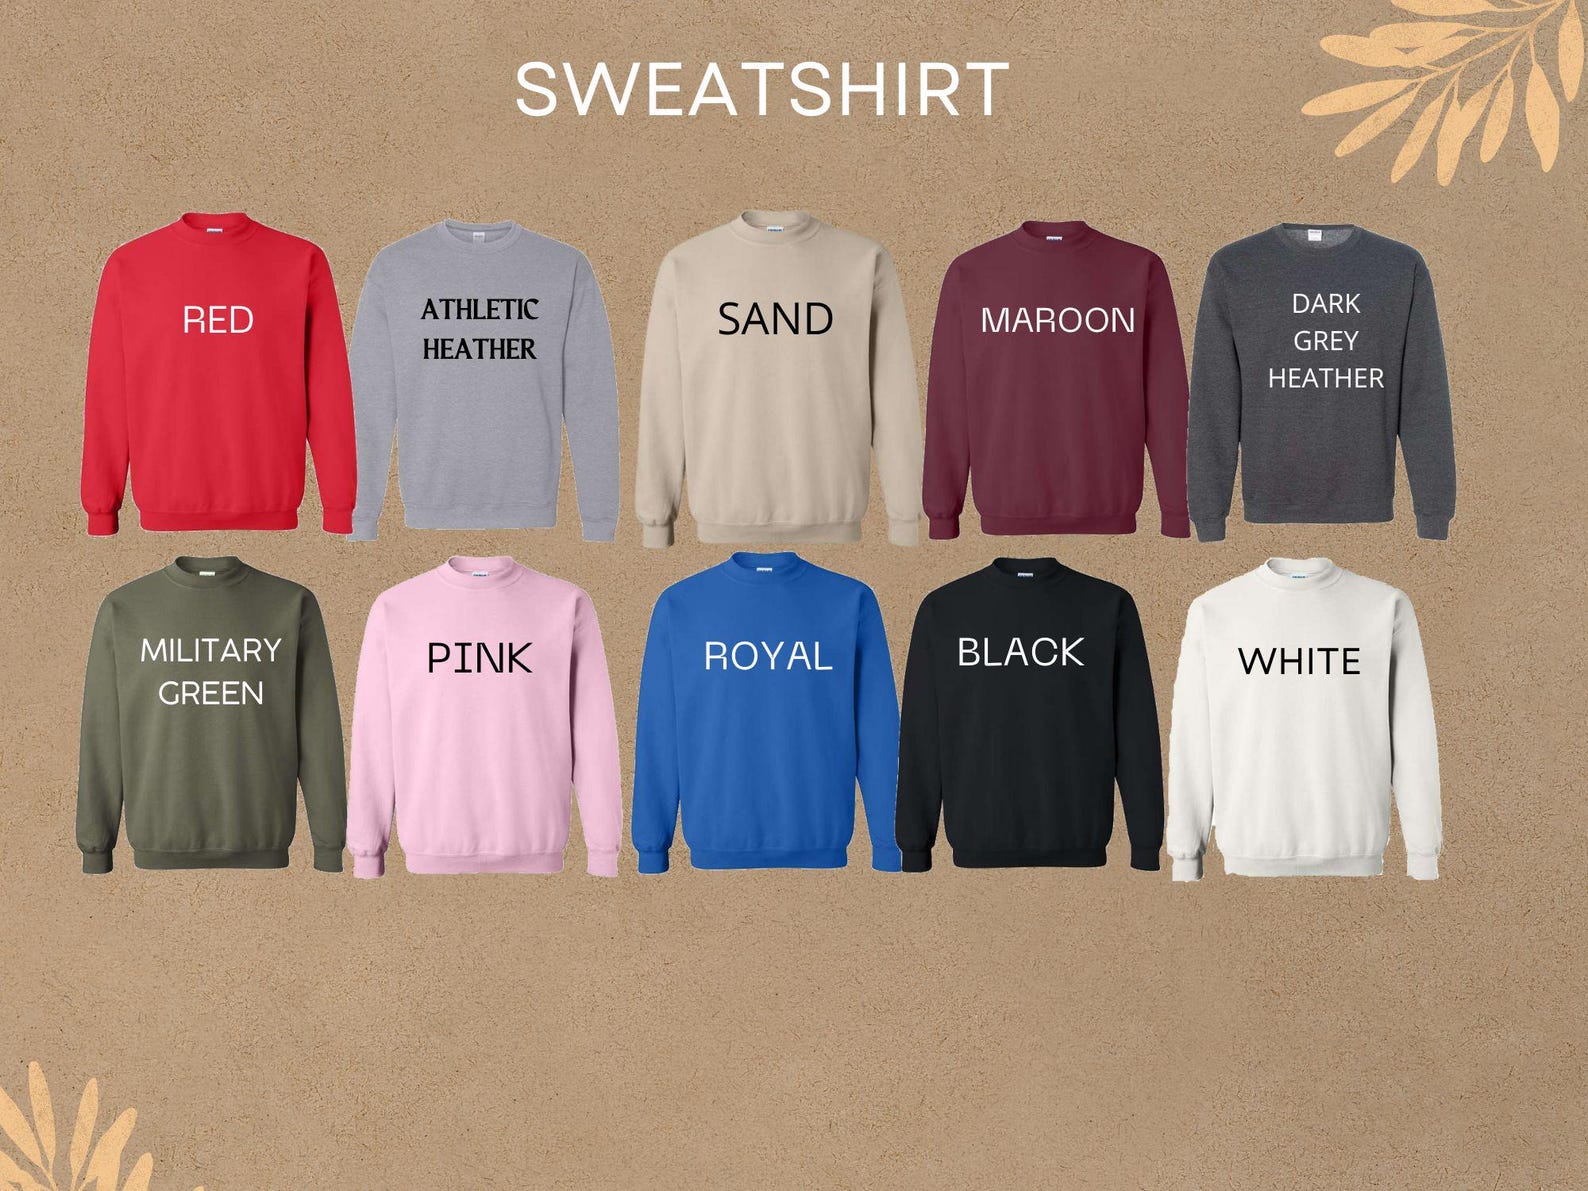 SWEATSHIRT
RED
ATHLETIC
HEATHER
SAND
MAROON
DARK
GREY
HEATHER
MILITARY
GREEN
PINK
ROYAL
BLACK
WHITE